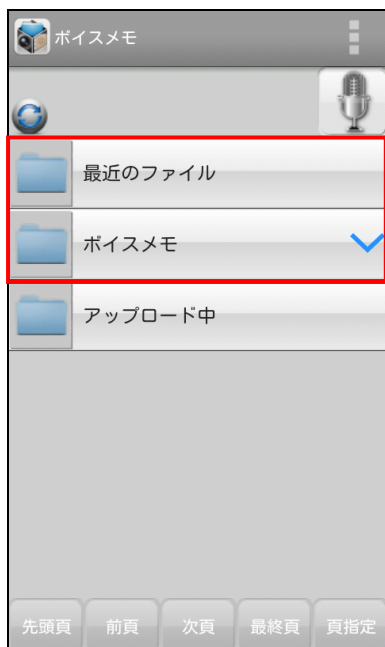 ボイスメモ
最近のファイル
ボイスメモ
アップロード中
先頭頁 前頁 次頁 最終頁 頁指定